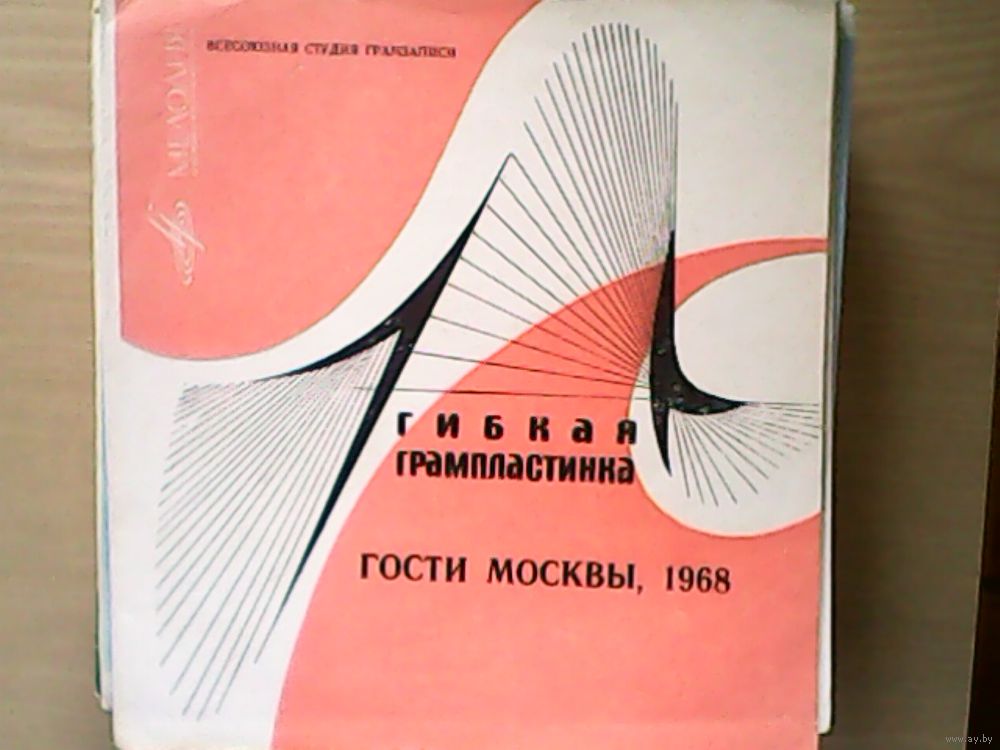 ВСЕСОЮЗНАЯ СТУДИЯ ГРАМЗАПИСИ
МЕЛОДИЯ
гибкая
грампластинка
ГОСТИ МОСКВЫ, 1968
www.ay.by